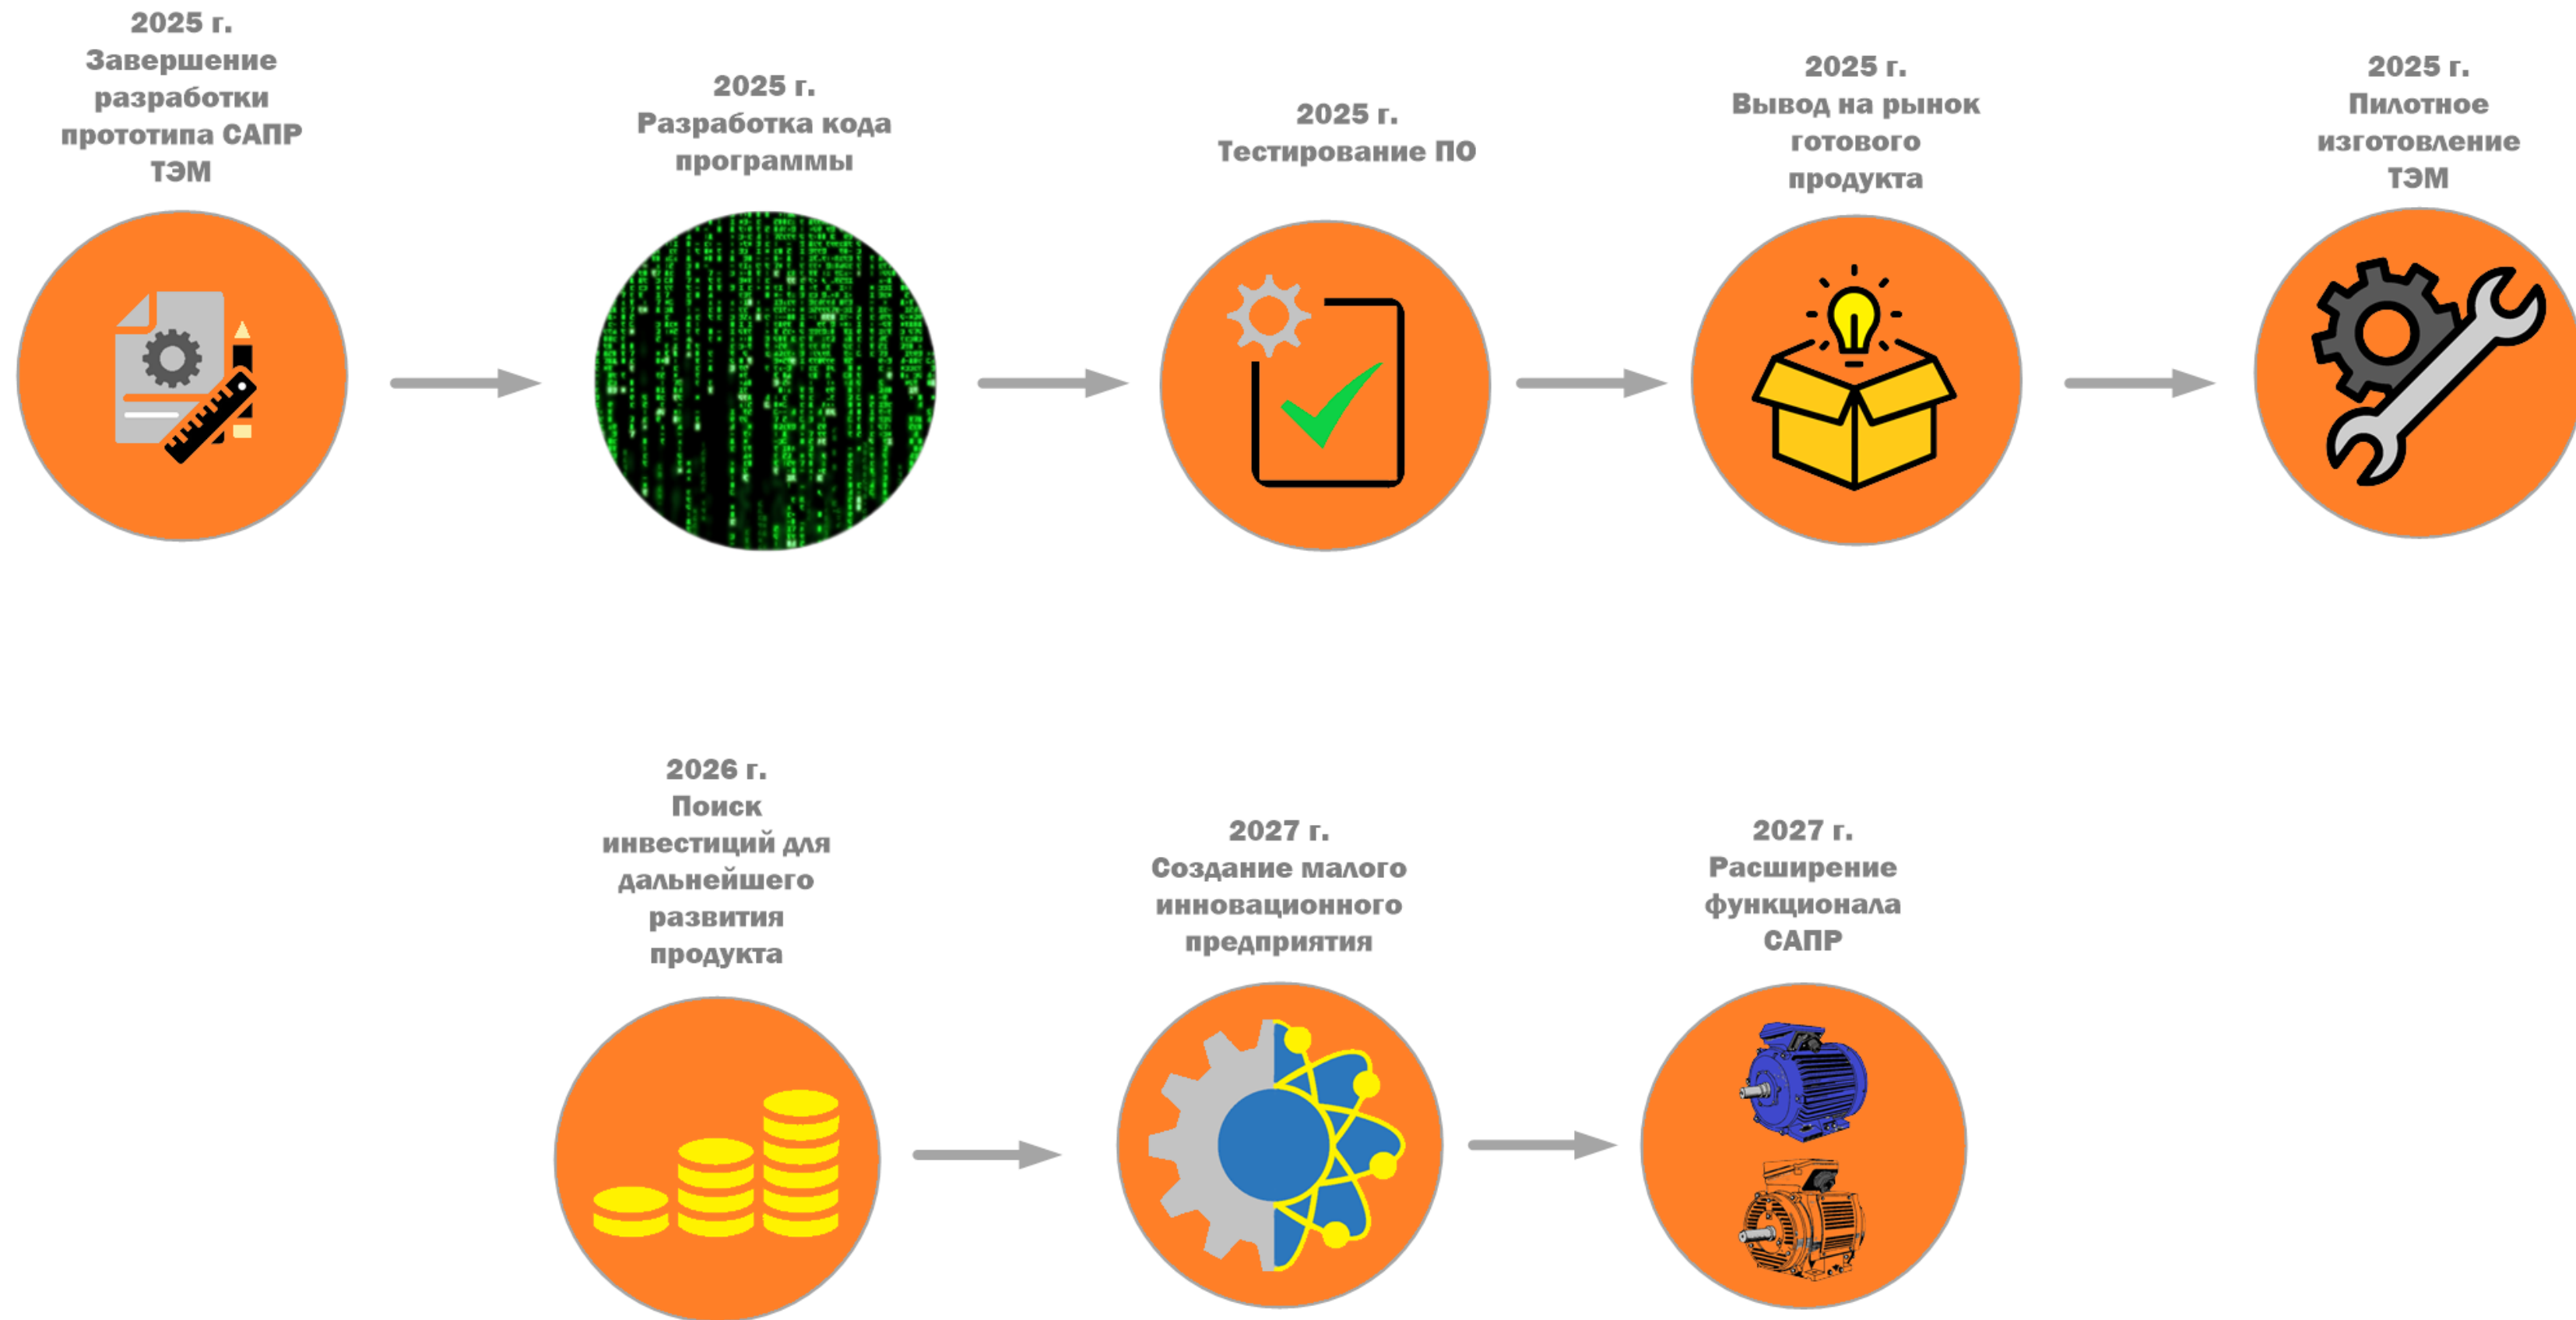 2025 г.
Завершение
разработки
прототипа САПР
ТЭМ
2025 г.
Разработка кода
программы
2025 г.
Тестирование ПО
2025 г.
Вывод на рынок
готового
продукта
2025 г.
Пилотное
изготовление
ТЭМ
2026 г.
Поиск
инвестиций для
дальнейшего
развития
продукта
2027 г.
Создание малого
инновационного
предприятия
2027 г.
Расширение
функционала
САПР